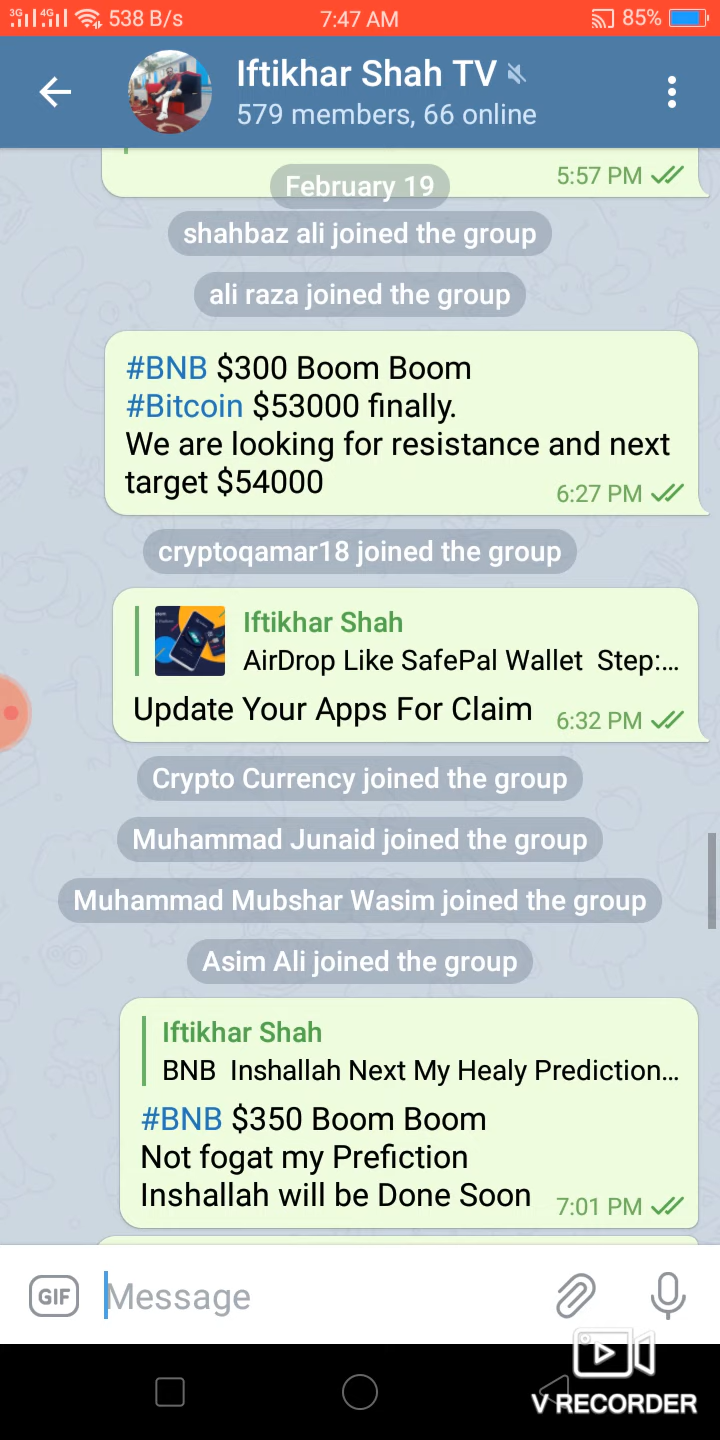 3G 4G 538 B/s 7:47 AM 85%
Iftikhar Shah TV
579 members, 66 online
5:57 PM
February 19
shahbaz ali joined the group
ali raza joined the group
#BNB $300 Boom Boom
#Bitcoin $53000 finally.
We are looking for resistance and next
target $54000
6:27 PM
cryptoqamar18 joined the group
Iftikhar Shah
AirDrop Like SafePal Wallet Step:...
Update Your Apps For Claim 6:32 PM
Crypto Currency joined the group
Muhammad Junaid joined the group
Muhammad Mubshar Wasim joined the group
Asim Ali joined the group
Iftikhar Shah
BNB Inshallah Next My Healy Prediction...
#BNB $350 Boom Boom
Not fogat my Prefiction
Inshallah will be Done Soon 7:01 PM
GIF Message
V RECORDER